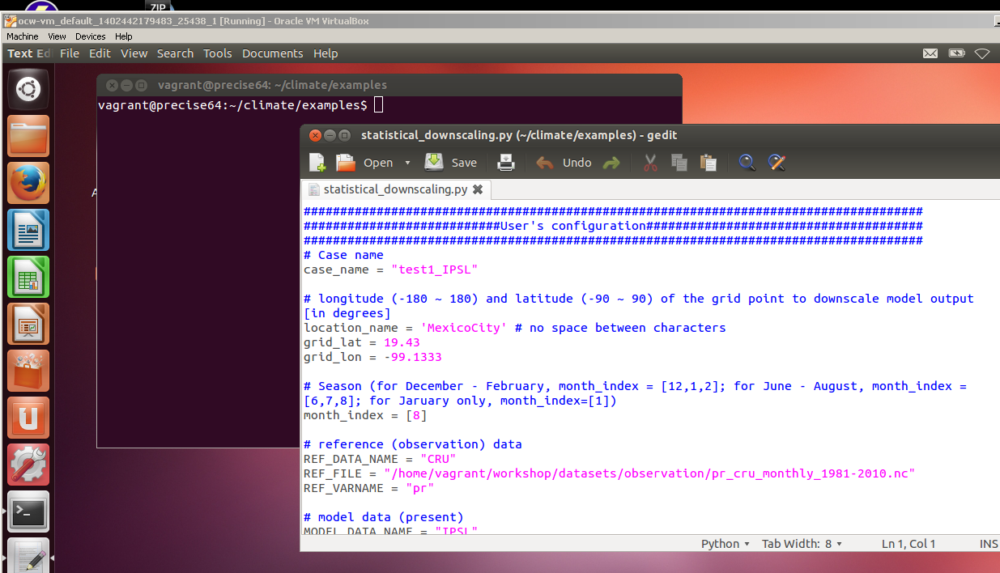 ZIP
ocw-vm_default_1402442179483_25438_1 [Running] - Oracle VM VirtualBox
Machine View Devices Help
Text Ed File Edit View Search Tools Documents Help
vagrant@precise64: ~/climate/examples
vagrant@precise64:~/climate/examples$
statistical_downscaling.py (~/climate/examples) - gedit
Open Save Undo
statistical_downscaling.py
A
#####################################################################################
###########################User's configuration######################################
#####################################################################################
# Case name
case_name = "test1_IPSL"
# longitude (-180 ~ 180) and latitude (-90 ~ 90) of the grid point to downscale model output
[in degrees]
location_name = 'MexicoCity' # no space between characters
grid_lat = 19.43
grid_lon = -99.1333
# Season (for December - February, month_index = [12,1,2]; for June - August, month_index =
[6,7,8]; for Jaruary only, month_index=[1])
month_index = [8]
# reference (observation) data
REF_DATA_NAME = "CRU"
REF_FILE = "/home/vagrant/workshop/datasets/observation/pr_cru_monthly_1981-2010.nc"
REF_VARNAME = "pr"
# model data (present)
MODEL_DATA_NAME = "IPSL"
Python Tab Width: 8 Ln 1, Col 1 INS